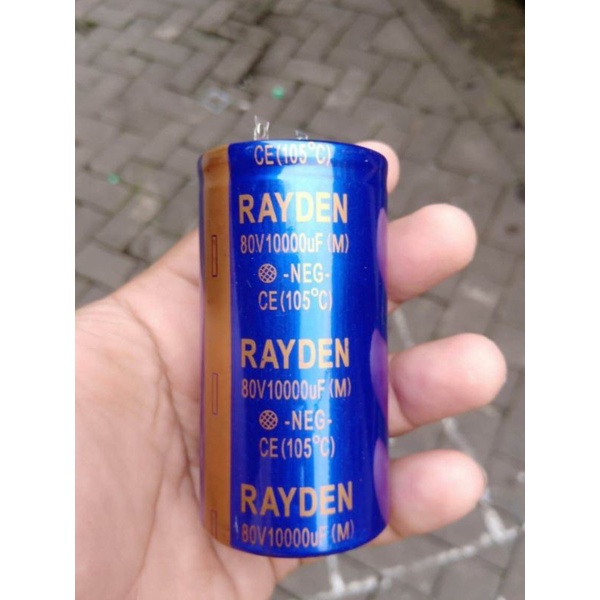 CE(105°C)
RAYDEN
80V10000uF(M)
-NEG-
CE(105°C)
RAYDEN
80V10000uF(M)
-NEG-
CE(105°C)
RAYDEN
80V10000uF(M)